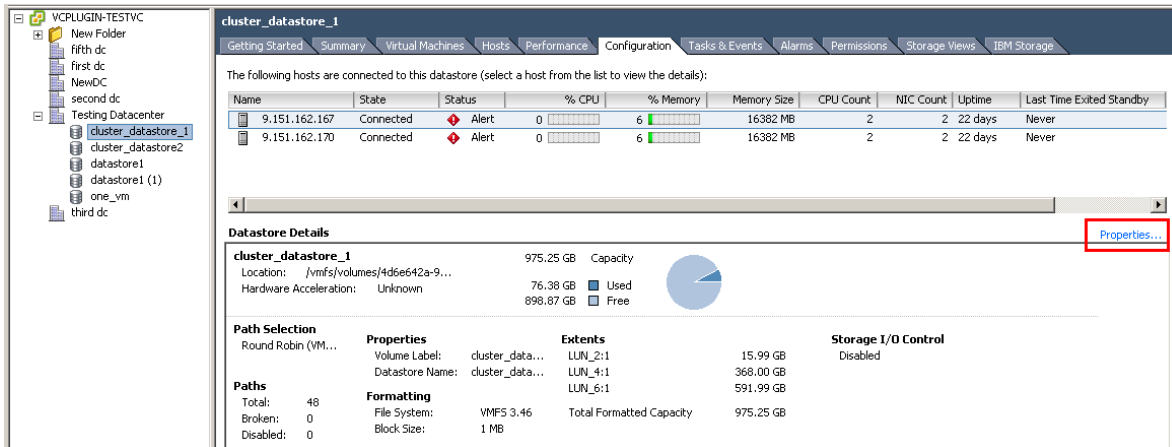 VCPLUGIN-TESTVC
New Folder
fifth dc
first dc
NewDC
second dc
Testing Datacenter
cluster_datastore_1
cluster_datastore2
datastore1
datastore1 (1)
one_vm
third dc
cluster_datastore_1
Getting Started Summary Virtual Machines Hosts Performance Configuration Tasks & Events Alarms Permissions Storage Views IBM Storage
The following hosts are connected to this datastore (select a host from the list to view the details):
Name State Status % CPU % Memory Memory Size CPU Count NIC Count Uptime Last Time Exited Standby
9.151.162.167 Connected Alert 0 6 16382 MB 2 2 22 days Never
9.151.162.170 Connected Alert 0 6 16382 MB 2 2 22 days Never
Datastore Details Properties...
cluster_datastore_1 975.25 GB Capacity
Location: /vmfs/volumes/4d6e642a-9...
Hardware Acceleration: Unknown 76.38 GB Used
898.87 GB Free
Path Selection
Round Robin (VM...
Paths
Total: 48
Broken: 0
Disabled: 0
Properties
Volume Label: cluster_data...
Datastore Name: cluster_data...
Formatting
File System: VMFS 3.46
Block Size: 1 MB
Extents
LUN_2:1 15.99 GB
LUN_4:1 368.00 GB
LUN_6:1 591.99 GB
Total Formatted Capacity 975.25 GB
Storage I/O Control
Disabled